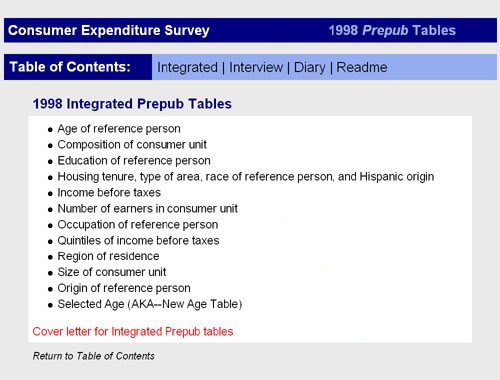 Consumer Expenditure Survey 1998 Prepub Tables
Table of Contents: Integrated | Interview | Diary | Readme
1998 Integrated Prepub Tables
• Age of reference person
• Composition of consumer unit
• Education of reference person
• Housing tenure, type of area, race of reference person, and Hispanic origin
• Income before taxes
• Number of earners in consumer unit
• Occupation of reference person
• Quintiles of income before taxes
• Region of residence
• Size of consumer unit
• Origin of reference person
• Selected Age (AKA--New Age Table)
Cover letter for Integrated Prepub tables
Return to Table of Contents